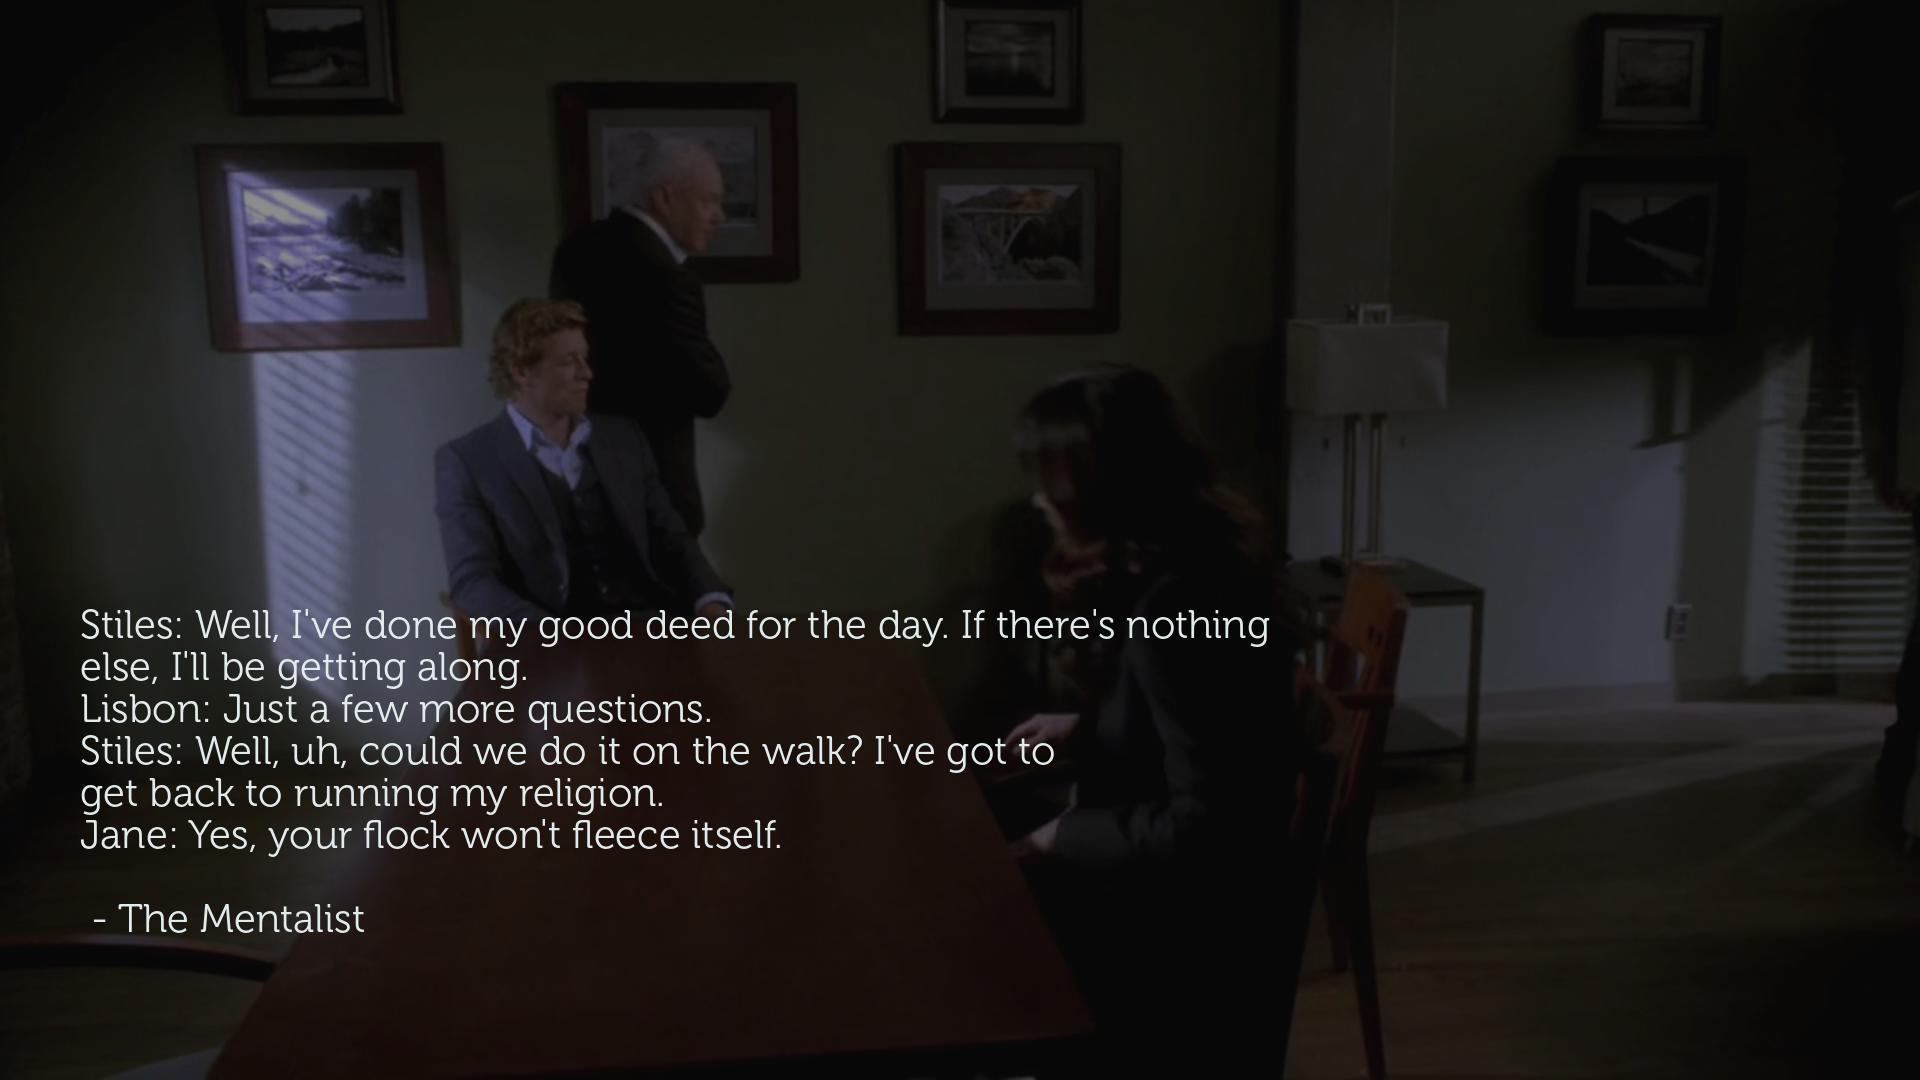 Stiles: Well, I've done my good deed for the day. If there's nothing
else, I'll be getting along.
Lisbon: Just a few more questions.
Stiles: Well, uh, could we do it on the walk? I've got to
get back to running my religion.
Jane: Yes, your flock won't fleece itself.
- The Mentalist